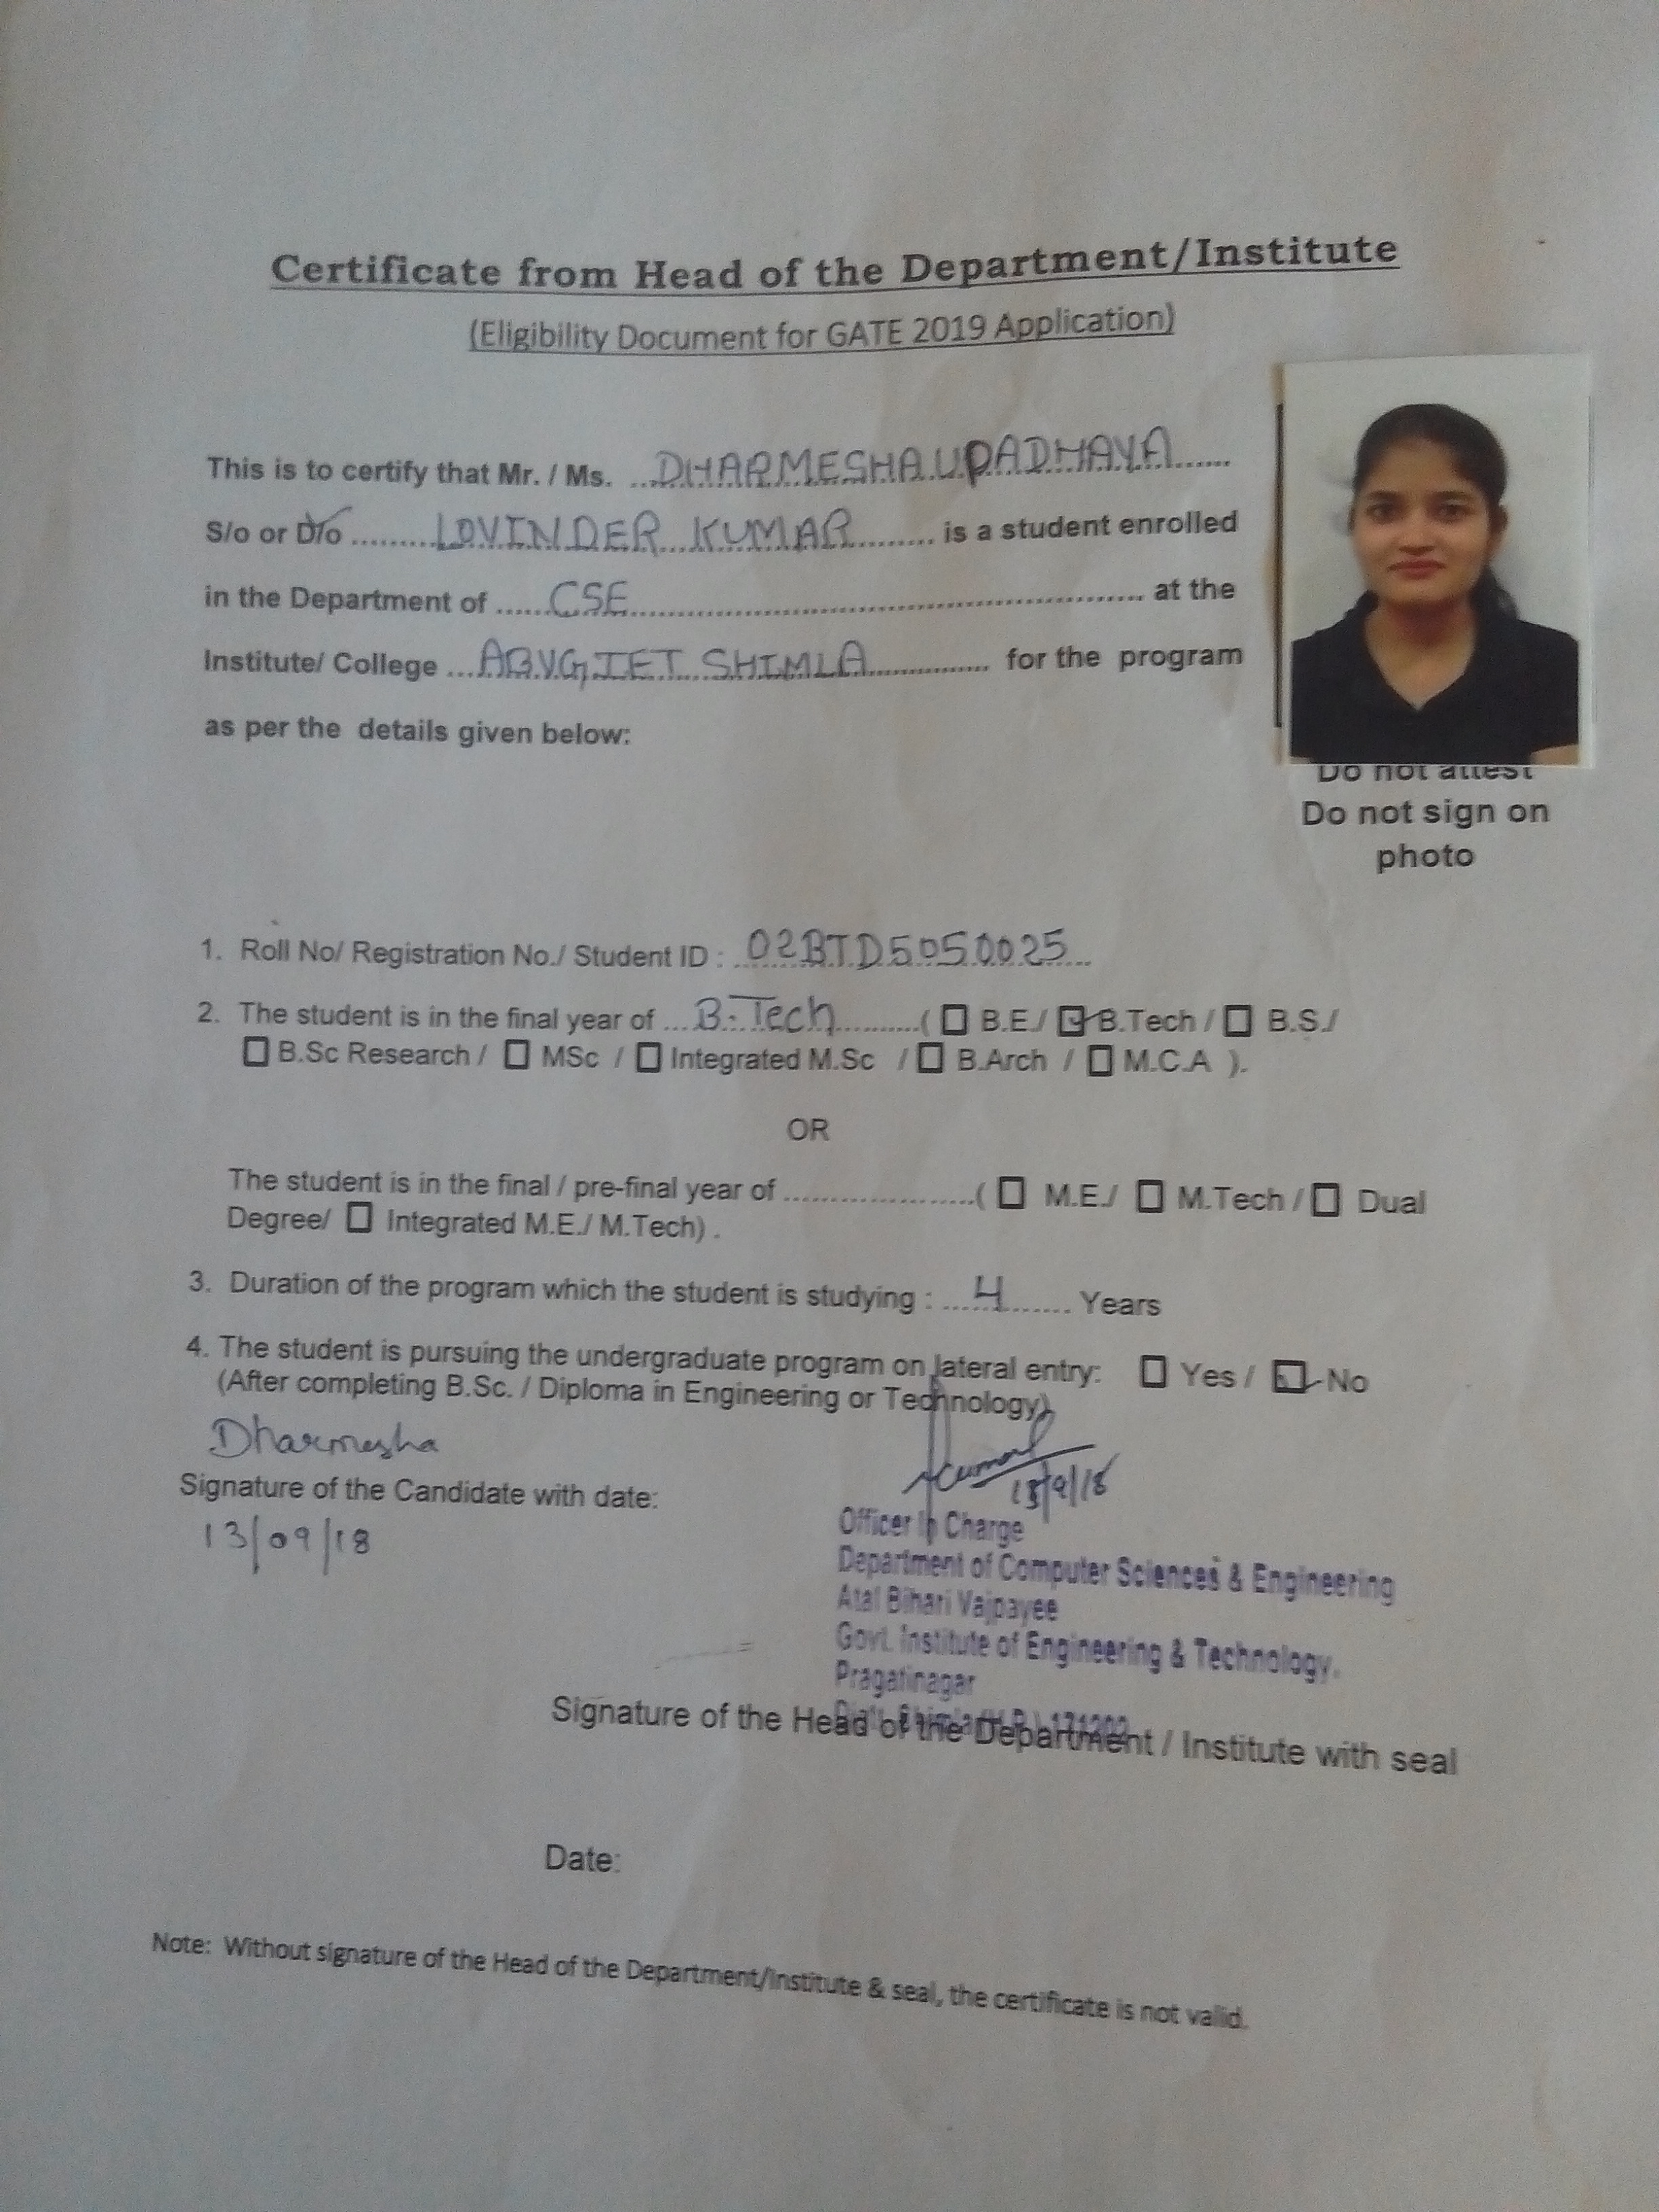 Certificate from Head of the Department/Institute
(Eligibility Document for GATE 2019 Application)
This is to certify that Mr. / Ms. ...DHARMESHA UPADHAYA......
S/o or D/o .........LOVINDER KUMAR......... is a student enrolled
in the Department of ......CSE.................................................... at the
Institute/ College ...ABVGIET SHIMLA............. for the program
as per the details given below:
Do not attest
Do not sign on
photo
1. Roll No/ Registration No./ Student ID : ..02BTD5050025...
2. The student is in the final year of ...B.Tech..........( ☐ B.E./ ☑ B.Tech / ☐ B.S./
☐ B.Sc Research / ☐ MSc / ☐ Integrated M.Sc / ☐ B.Arch / ☐ M.C.A ).
OR
The student is in the final / pre-final year of .....................( ☐ M.E./ ☐ M.Tech / ☐ Dual
Degree/ ☐ Integrated M.E./ M.Tech) .
3. Duration of the program which the student is studying : .....4....... Years
4. The student is pursuing the undergraduate program on lateral entry: ☐ Yes / ☑ No
(After completing B.Sc. / Diploma in Engineering or Technology)
Dharmesha
Signature of the Candidate with date:
13/09/18
13/9/18
Officer In Charge
Department of Computer Sciences & Engineering
Atal Bihari Vajpayee
Govt. Institute of Engineering & Technology.
Pragatinagar
Signature of the Head of the Department / Institute with seal
Date:
Note: Without signature of the Head of the Department/Institute & seal, the certificate is not valid.